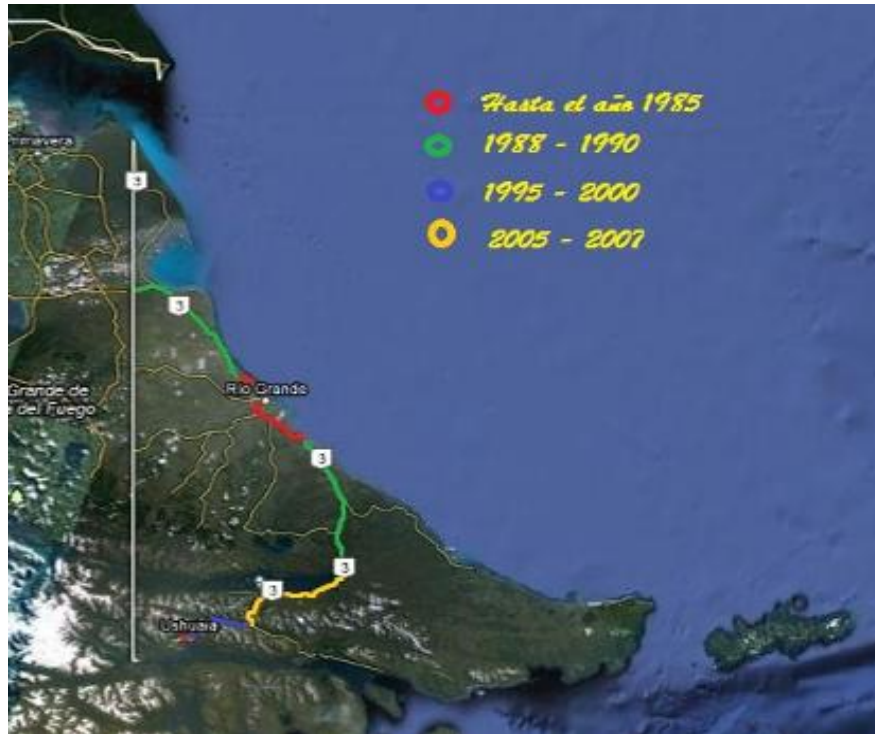 Hasta el año 1985
1988 - 1990
1995 - 2000
2005 - 2007
3
3
Río Grande
Grande de
del Fuego
3
3
3
Ushuaia